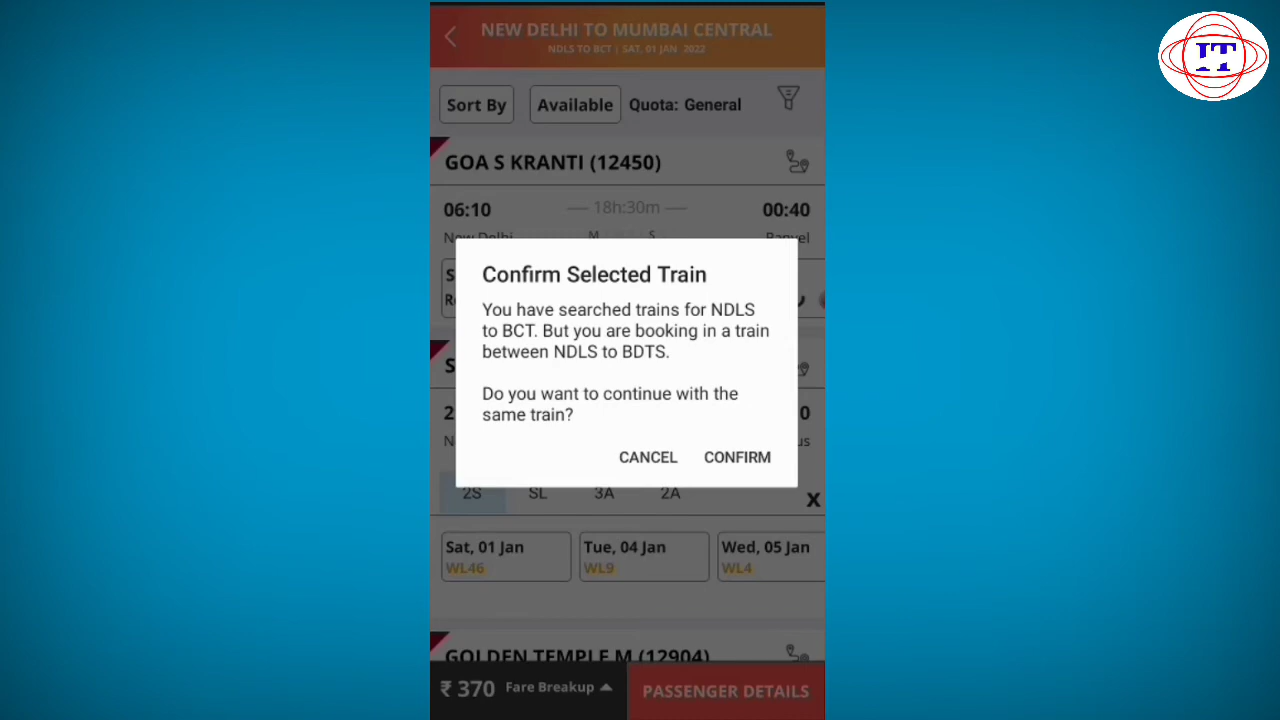 NEW DELHI TO MUMBAI CENTRAL
NDLS TO BCT | SAT, 01 JAN 2022
IT
Sort By
Available
Quota: General
GOA S KRANTI (12450)
06:10
18h:30m
00:40
New Delhi
M
S
Panvel
Confirm Selected Train
You have searched trains for NDLS
to BCT. But you are booking in a train
between NDLS to BDTS.
Do you want to continue with the
same train?
CANCEL
CONFIRM
2S
SL
3A
2A
X
Sat, 01 Jan
WL46
Tue, 04 Jan
WL9
Wed, 05 Jan
WL4
GOLDEN TEMPLE M (12904)
₹ 370
Fare Breakup
PASSENGER DETAILS